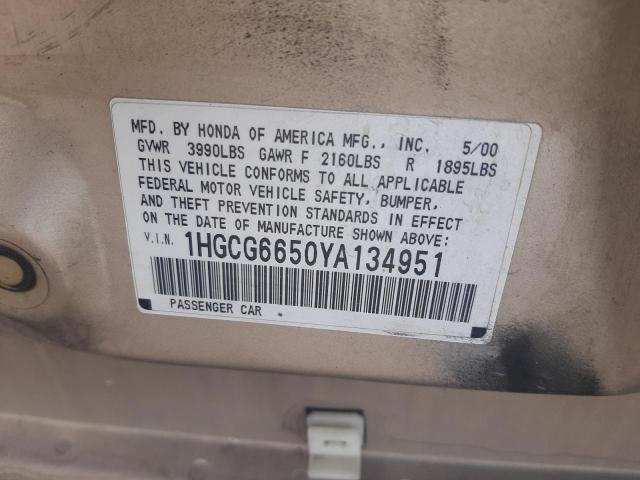 MFD. BY HONDA OF AMERICA MFG., INC. 5/00
GVWR 3990LBS GAWR F 2160LBS R 1895LBS
THIS VEHICLE CONFORMS TO ALL APPLICABLE
FEDERAL MOTOR VEHICLE SAFETY, BUMPER,
AND THEFT PREVENTION STANDARDS IN EFFECT
ON THE DATE OF MANUFACTURE SHOWN ABOVE:
V.I.N. 1HGCG6650YA134951
PASSENGER CAR